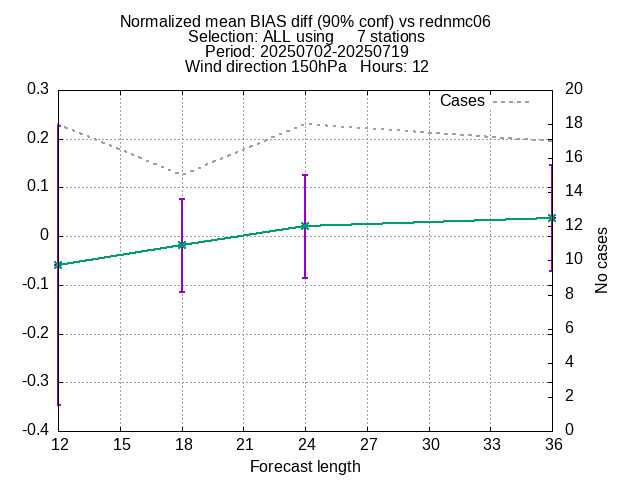 Normalized mean BIAS diff (90% conf) vs rednmc06
Selection: ALL using     7 stations
Period: 20250702-20250719
Wind direction 150hPa   Hours: 12
Cases
0.3
0.2
0.1
0
-0.1
-0.2
-0.3
-0.4
20
18
16
14
12
10
8
6
4
2
0
No cases
12 15 18 21 24 27 30 33 36
Forecast length